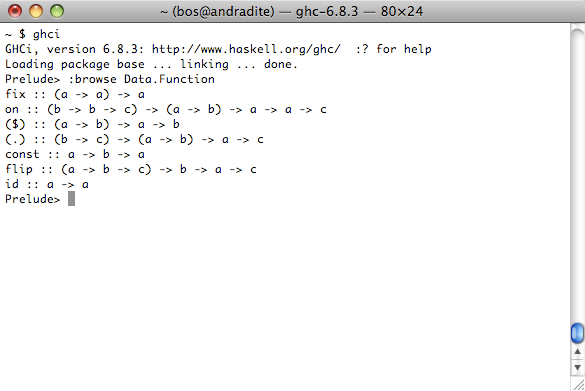 ~ (bos@andradite) — ghc-6.8.3 — 80×24
~ $ ghci
GHCi, version 6.8.3: http://www.haskell.org/ghc/  :? for help
Loading package base ... linking ... done.
Prelude> :browse Data.Function
fix :: (a -> a) -> a
on :: (b -> b -> c) -> (a -> b) -> a -> a -> c
($) :: (a -> b) -> a -> b
(.) :: (b -> c) -> (a -> b) -> a -> c
const :: a -> b -> a
flip :: (a -> b -> c) -> b -> a -> c
id :: a -> a
Prelude>